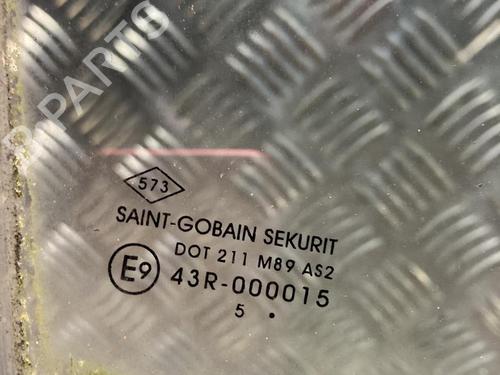 B-PARTS
573
SAINT-GOBAIN SEKURIT
DOT 211 M89 AS2
E9 43R-000015
5 •